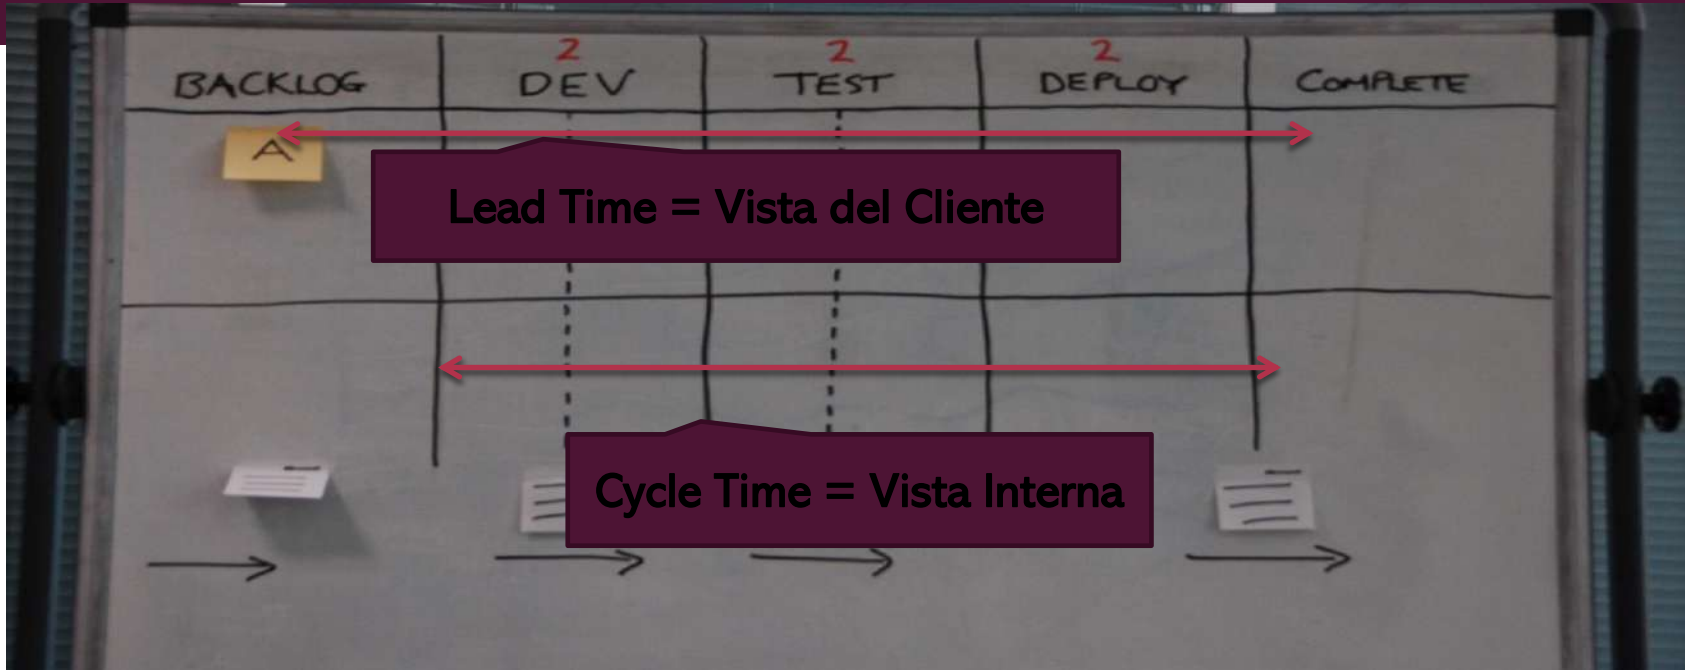 2 2 2
BACKLOG DEV TEST DEPLOY COMPLETE
A
Lead Time = Vista del Cliente
Cycle Time = Vista Interna